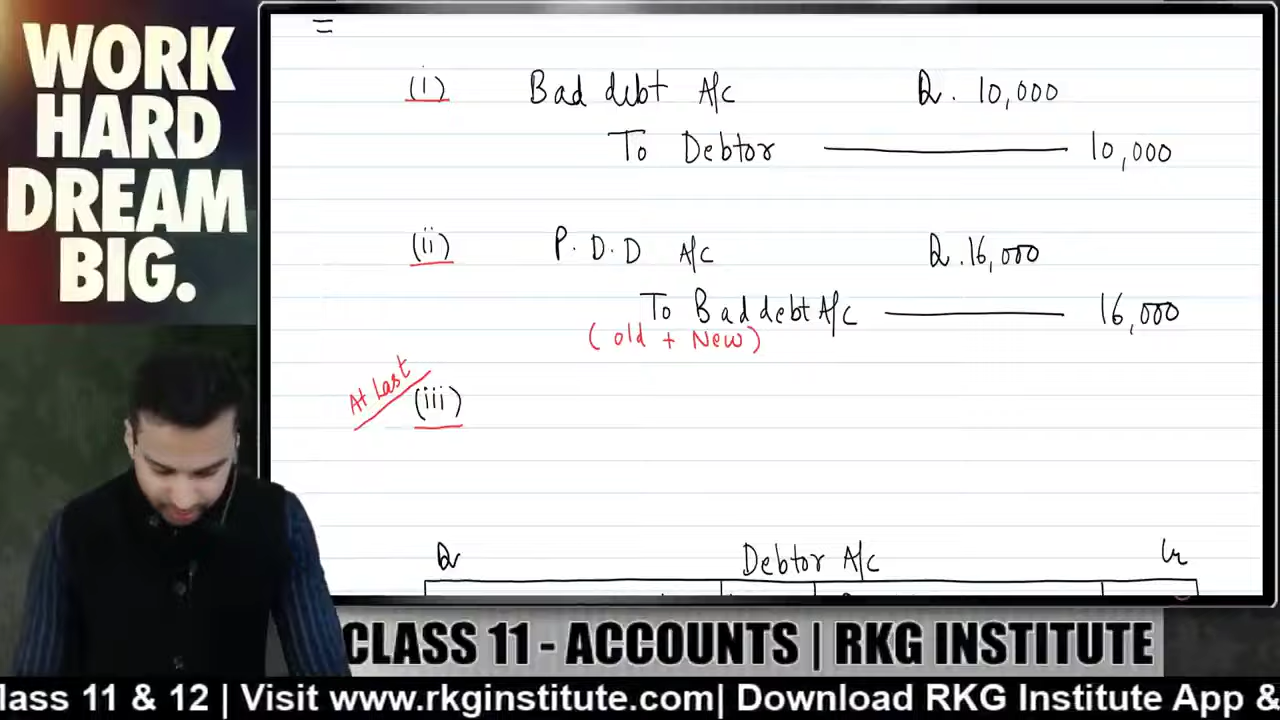 WORK
HARD
DREAM
BIG.
=
(i) Bad debt A/c Dr. 10,000
To Debtor 10,000
(ii) P.D.D A/c Dr. 16,000
To Bad debt A/c 16,000
(old + New)
At Last
(iii)
Dr Debtor A/c Cr
CLASS 11 - ACCOUNTS | RKG INSTITUTE
lass 11 & 12 | Visit www.rkginstitute.com| Download RKG Institute App &